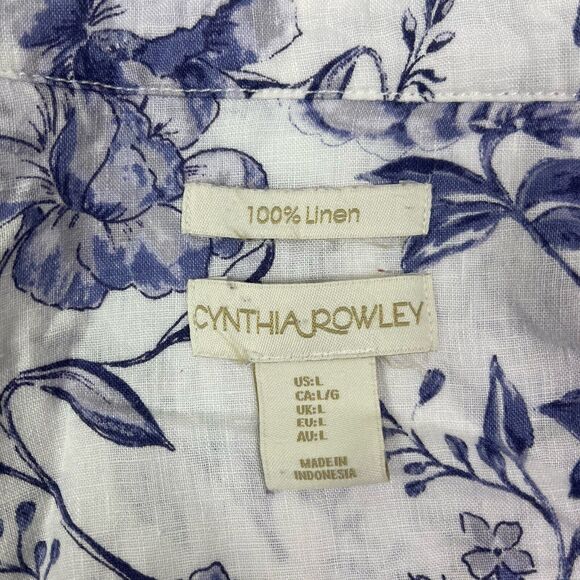 100% Linen
CYNTHIA ROWLEY
US:L
CA:L/G
UK:L
EU:L
AU:L
MADE IN
INDONESIA